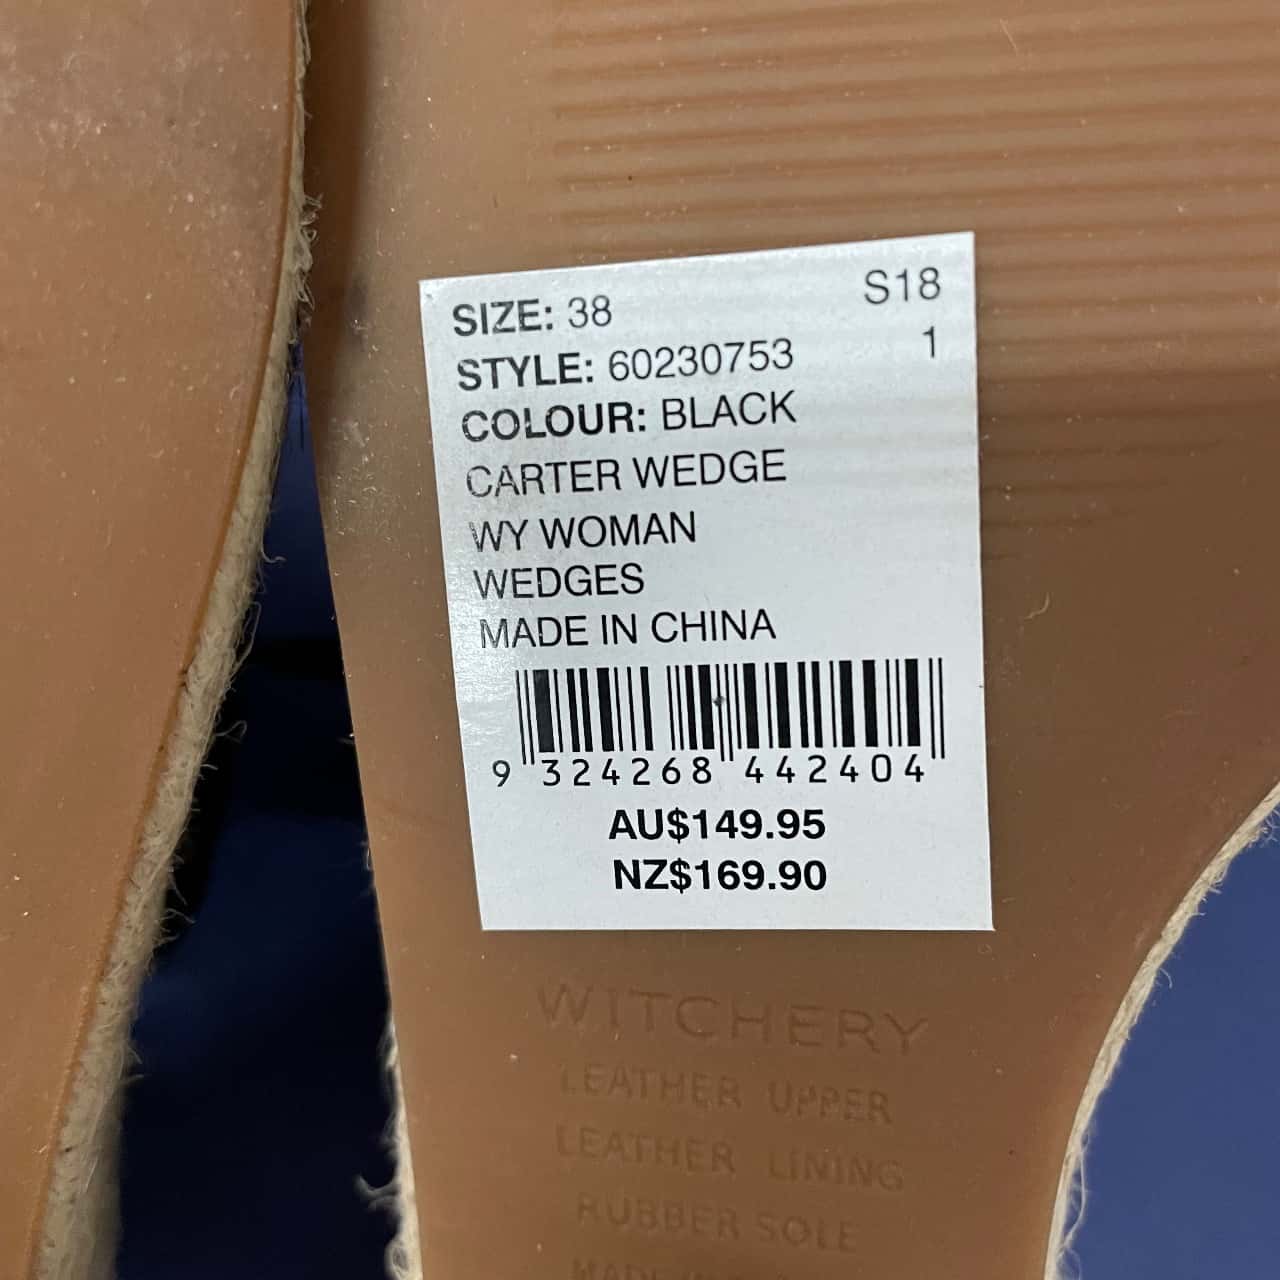 SIZE: 38 S18
STYLE: 60230753 1
COLOUR: BLACK
CARTER WEDGE
WY WOMAN
WEDGES
MADE IN CHINA
9 324268 442404
AU$149.95
NZ$169.90
WITCHERY
LEATHER UPPER
LEATHER LINING
RUBBER SOLE
MADE